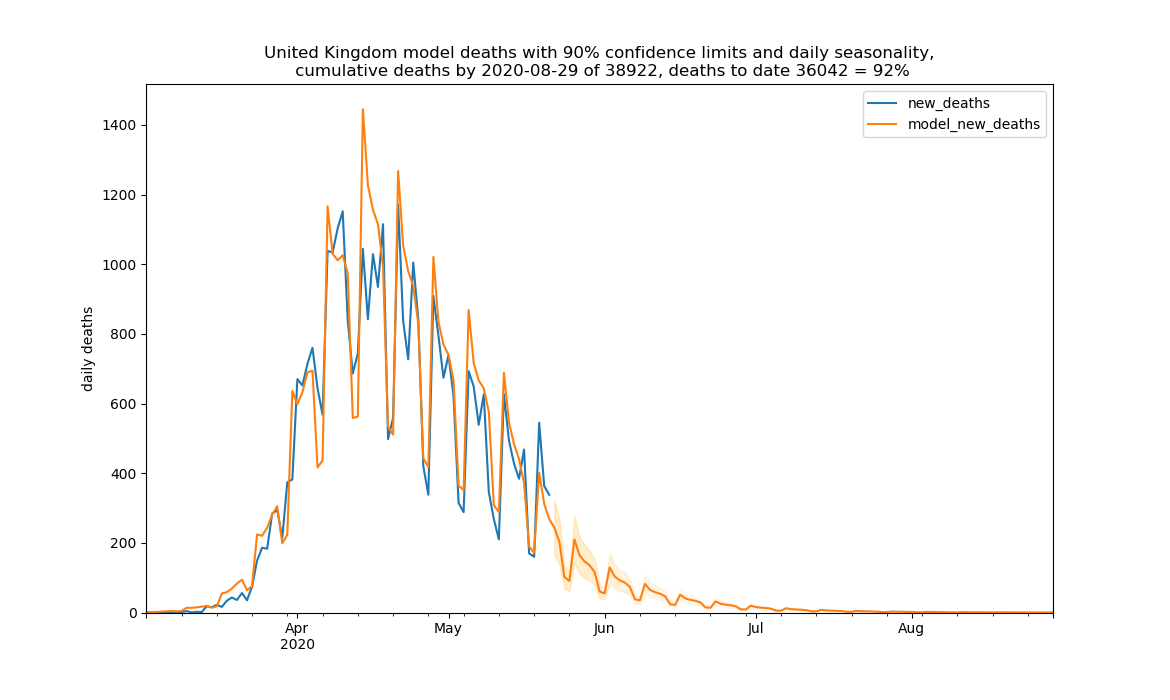 United Kingdom model deaths with 90% confidence limits and daily seasonality,
cumulative deaths by 2020-08-29 of 38922, deaths to date 36042 = 92%
new_deaths
model_new_deaths
daily deaths
1400
1200
1000
800
600
400
200
0
Apr
2020
May
Jun
Jul
Aug